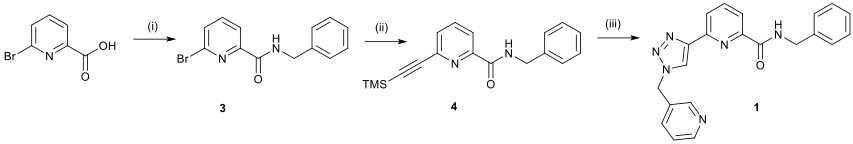 (i) (ii) (iii)
Br N OH O
Br N O H N
3
TMS N O H N
4
N N N N O H N N
1